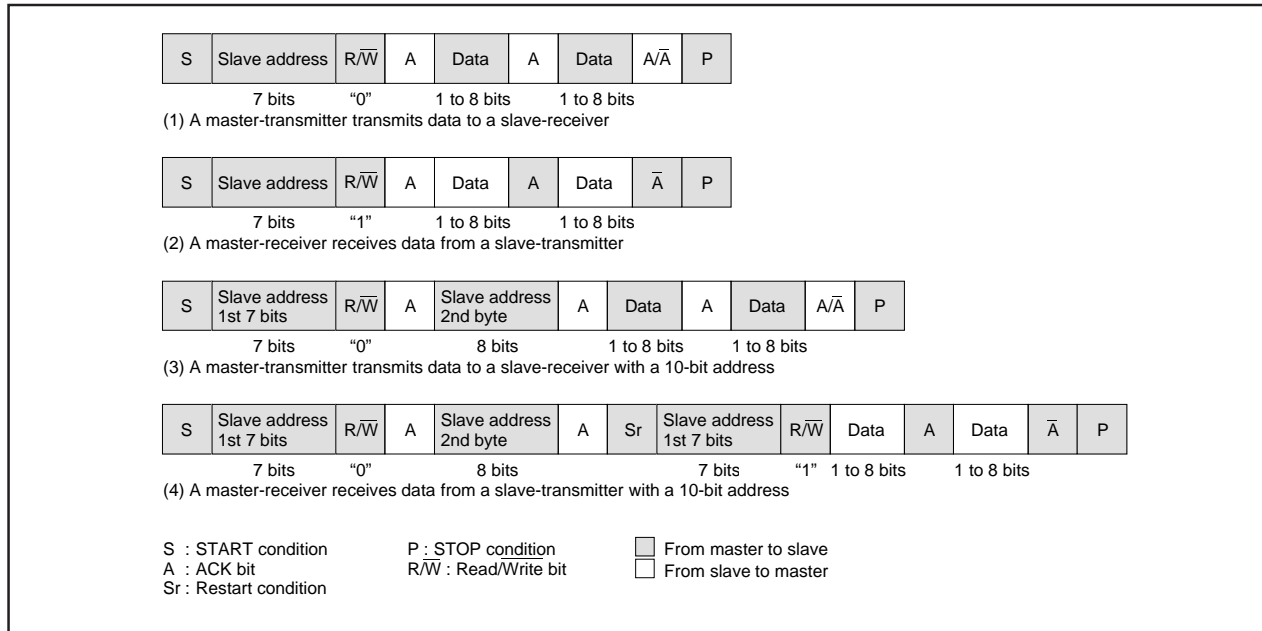 S Slave address R/W̅ A Data A Data A/A̅ P
7 bits “0” 1 to 8 bits 1 to 8 bits
(1) A master-transmitter transmits data to a slave-receiver
S Slave address R/W̅ A Data A Data A̅ P
7 bits “1” 1 to 8 bits 1 to 8 bits
(2) A master-receiver receives data from a slave-transmitter
S Slave address 1st 7 bits R/W̅ A Slave address 2nd byte A Data A Data A/A̅ P
7 bits “0” 8 bits 1 to 8 bits 1 to 8 bits
(3) A master-transmitter transmits data to a slave-receiver with a 10-bit address
S Slave address 1st 7 bits R/W̅ A Slave address 2nd byte A Sr Slave address 1st 7 bits R/W̅ Data A Data A̅ P
7 bits “0” 8 bits 7 bits “1” 1 to 8 bits 1 to 8 bits
(4) A master-receiver receives data from a slave-transmitter with a 10-bit address
S : START condition
A : ACK bit
Sr : Restart condition
P : STOP condition
R/W̅ : Read/W̅r̅i̅t̅e̅ bit
From master to slave
From slave to master